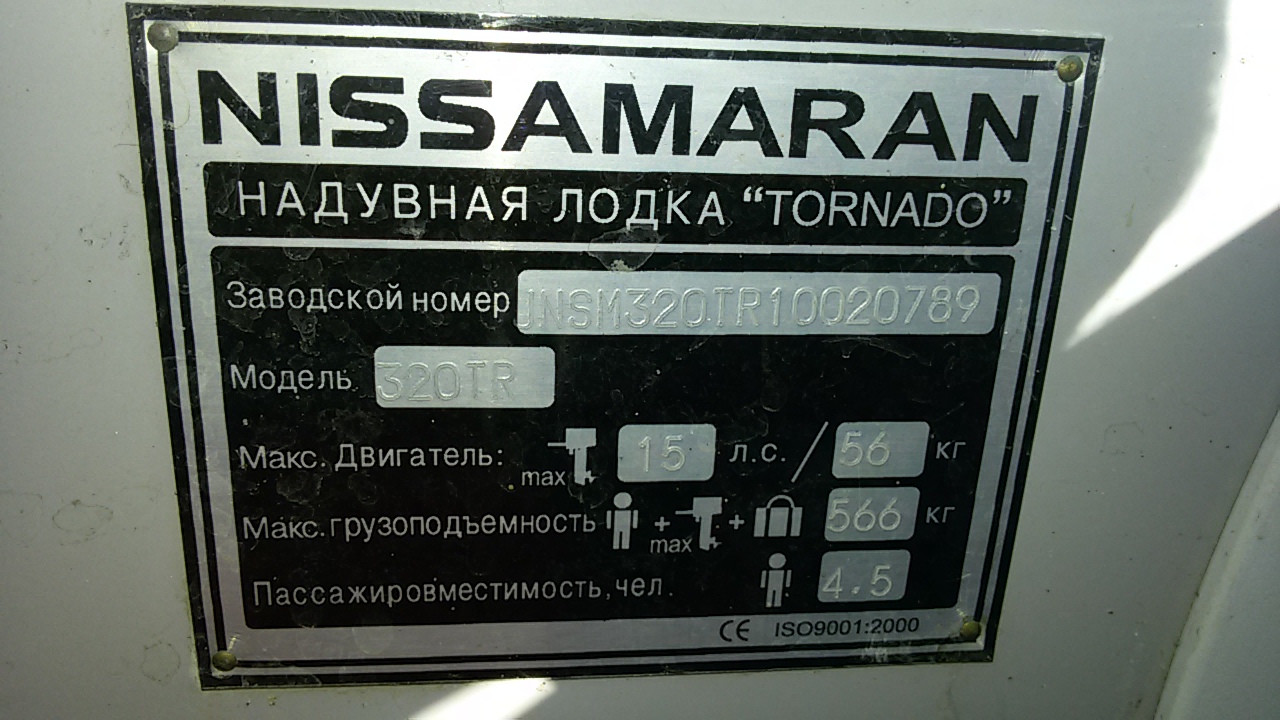 NISSAMARAN
НАДУВНАЯ ЛОДКА "TORNADO"
Заводской номер JNSM320TR10020789
Модель 320TR
Макс. Двигатель: max 15 л.с. / 56 кг
Макс. грузоподъемность + max + 566 кг
Пассажировместимость, чел. 4.5
CE ISO9001:2000